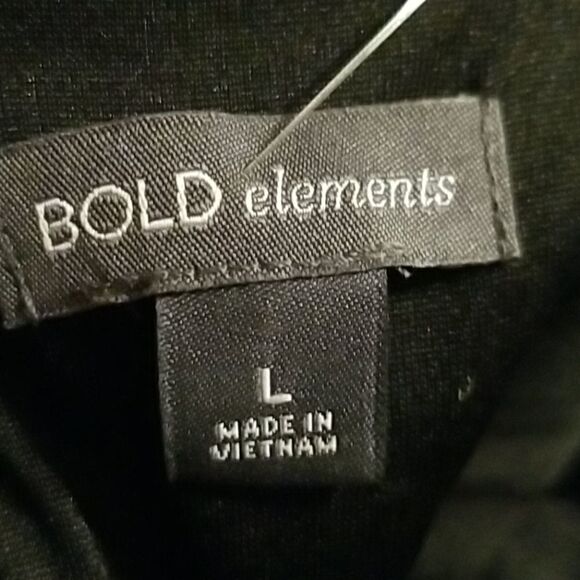 BOLD elements
L
MADE IN
VIETNAM